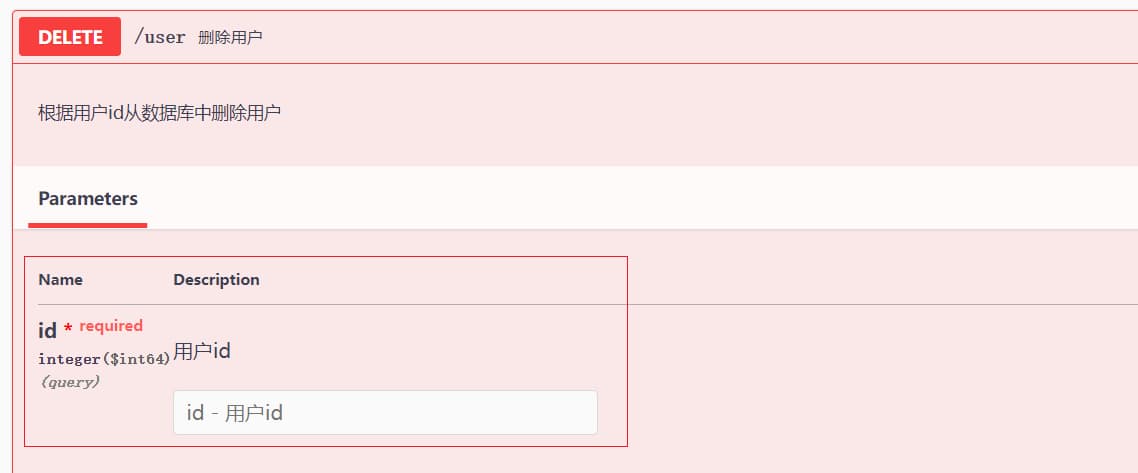 DELETE /user 删除用户
根据用户id从数据库中删除用户
Parameters
Name Description
id * required
用户id
integer($int64)
(query)
id - 用户id